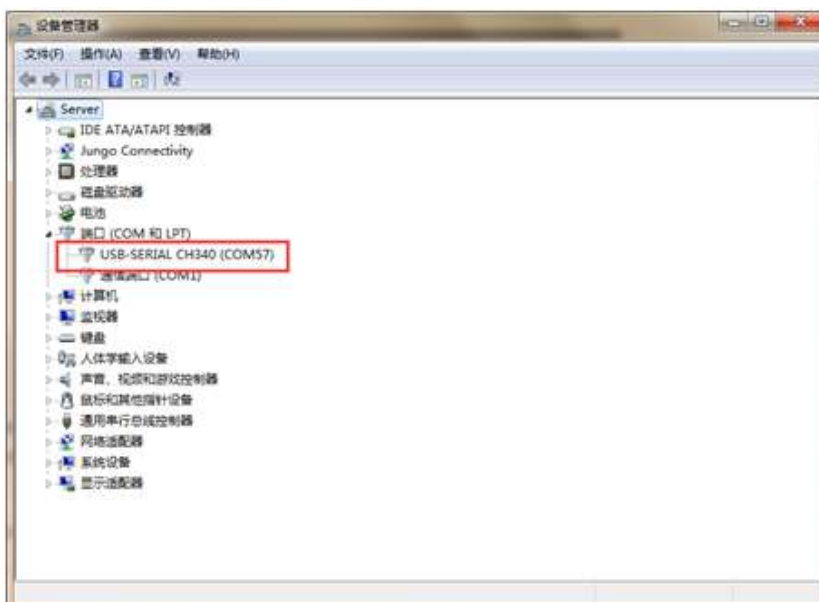 设备管理器
文件(F) 操作(A) 查看(V) 帮助(H)
Server
IDE ATA/ATAPI 控制器
Jungo Connectivity
处理器
磁盘驱动器
电池
端口 (COM 和 LPT)
USB-SERIAL CH340 (COM57)
通信端口 (COM1)
计算机
监视器
键盘
人体学输入设备
声音、视频和游戏控制器
鼠标和其他指针设备
通用串行总线控制器
网络适配器
系统设备
显示适配器